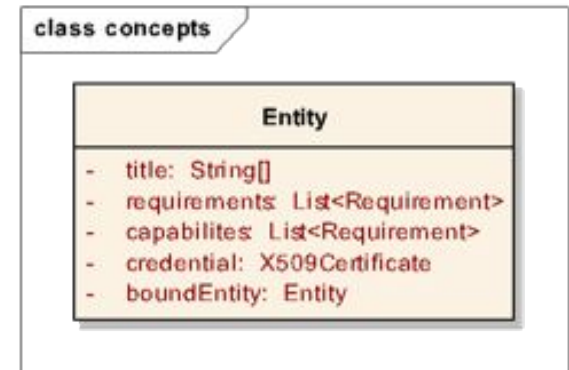 class concepts
Entity
- title: String[]
- requirements: List<Requirement>
- capabilites: List<Requirement>
- credential: X509Certificate
- boundEntity: Entity